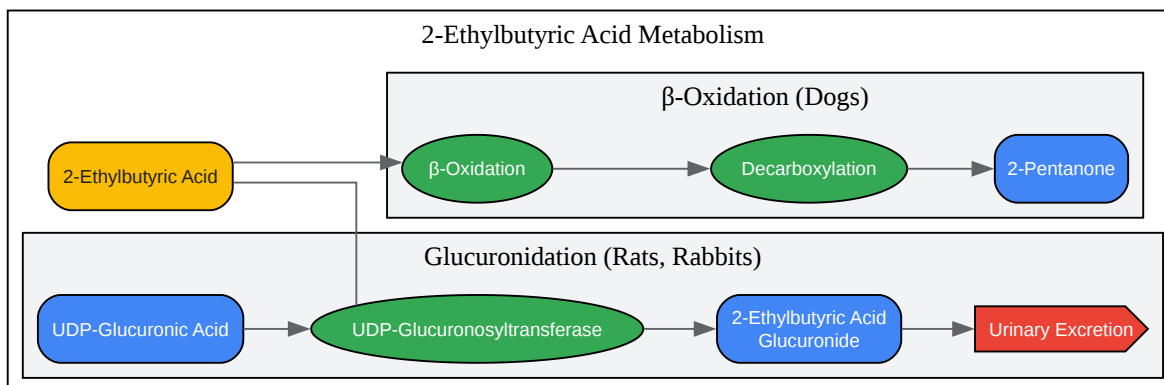 2-Ethylbutyric Acid Metabolism
β-Oxidation (Dogs)
2-Ethylbutyric Acid
β-Oxidation
Decarboxylation
2-Pentanone
Glucuronidation (Rats, Rabbits)
UDP-Glucuronic Acid
UDP-Glucuronosyltransferase
2-Ethylbutyric Acid
Glucuronide
Urinary Excretion